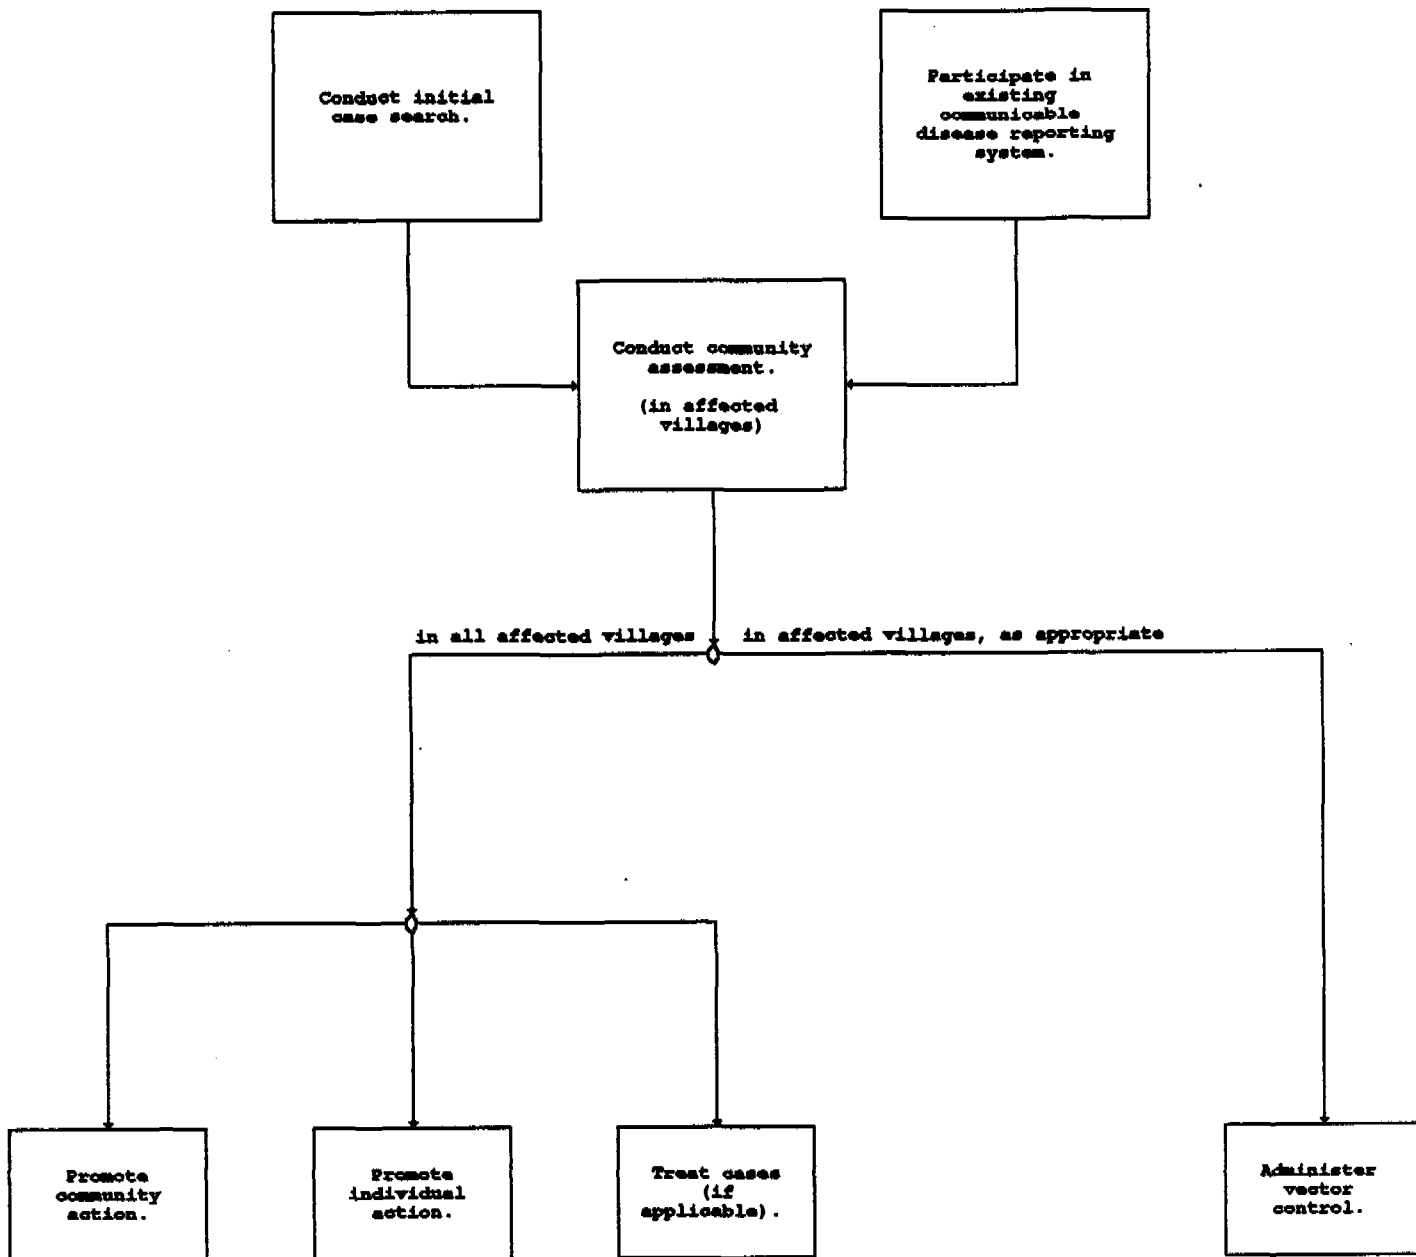 Conduct initial
case search.
Participate in
existing
communicable
disease reporting
system.
Conduct community
assessment.
(in affected
villages)
in all affected villages
in affected villages, as appropriate
Promote
community
action.
Promote
individual
action.
Treat cases
(if
applicable).
Administer
vector
control.